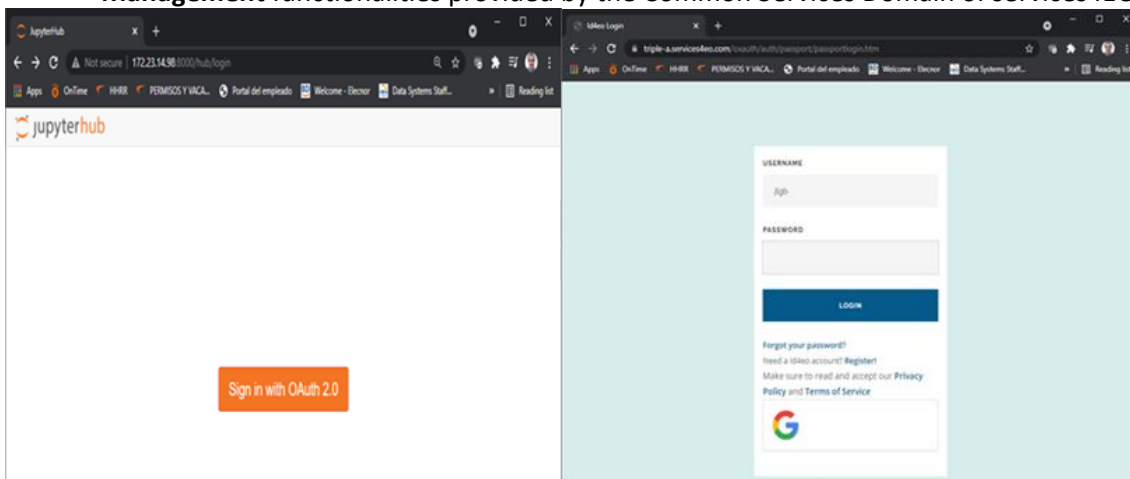 management functionalities provided by the Common Services Domain of
JupyterHub x +
Not secure | 172.23.14.98:8000/hub/login
Apps OnTime HHRR PERMISOS Y VACA... Portal del empleado Welcome - Elecnor Data Systems Staff... » Reading list
jupyterhub
Sign in with OAuth 2.0
Id4eo Login x +
triple-a.services4eo.com/oxauth/auth/passport/passportlogin.htm
Apps OnTime HHRR PERMISOS Y VACA... Portal del empleado Welcome - Elecnor Data Systems Staff... » Reading list
USERNAME
PASSWORD
LOGIN
Forgot your password?
Need a Id4eo account? Register!
Make sure to read and accept our Privacy
Policy and Terms of Service
G